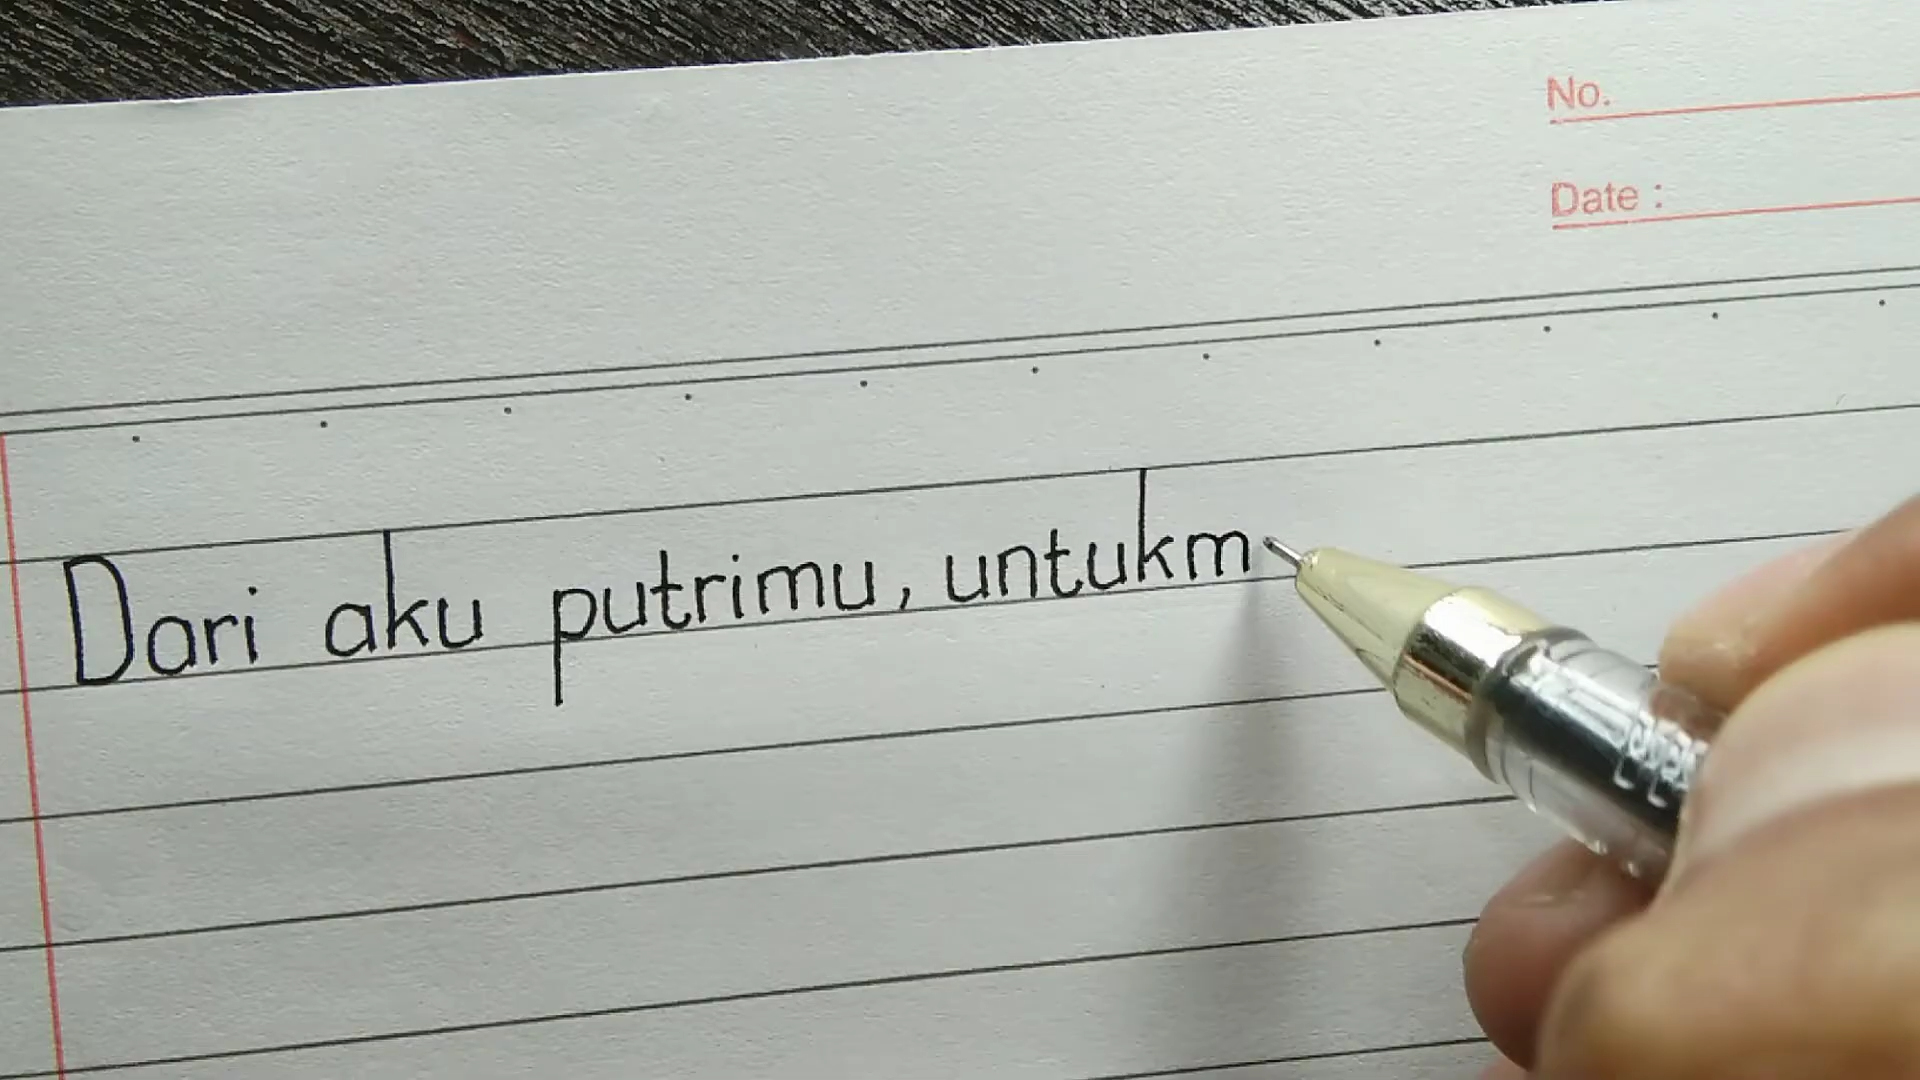 No.
Date :
Dari aku putrimu, untukm